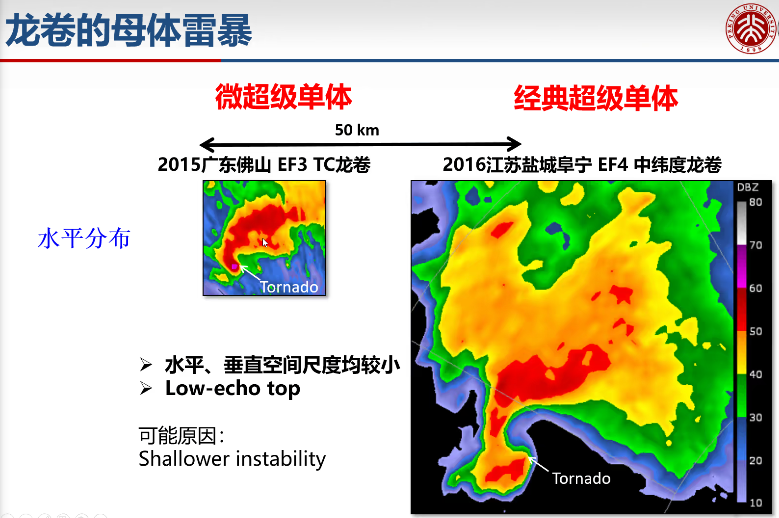 龙卷的母体雷暴
PEKING UNIVERSITY
1898
微超级单体
经典超级单体
50 km
2015广东佛山 EF3 TC龙卷
2016江苏盐城阜宁 EF4 中纬度龙卷
水平分布
Tornado
DBZ
80
70
60
50
40
30
20
10
➢ 水平、垂直空间尺度均较小
➢ Low-echo top
可能原因：
Shallower instability
Tornado